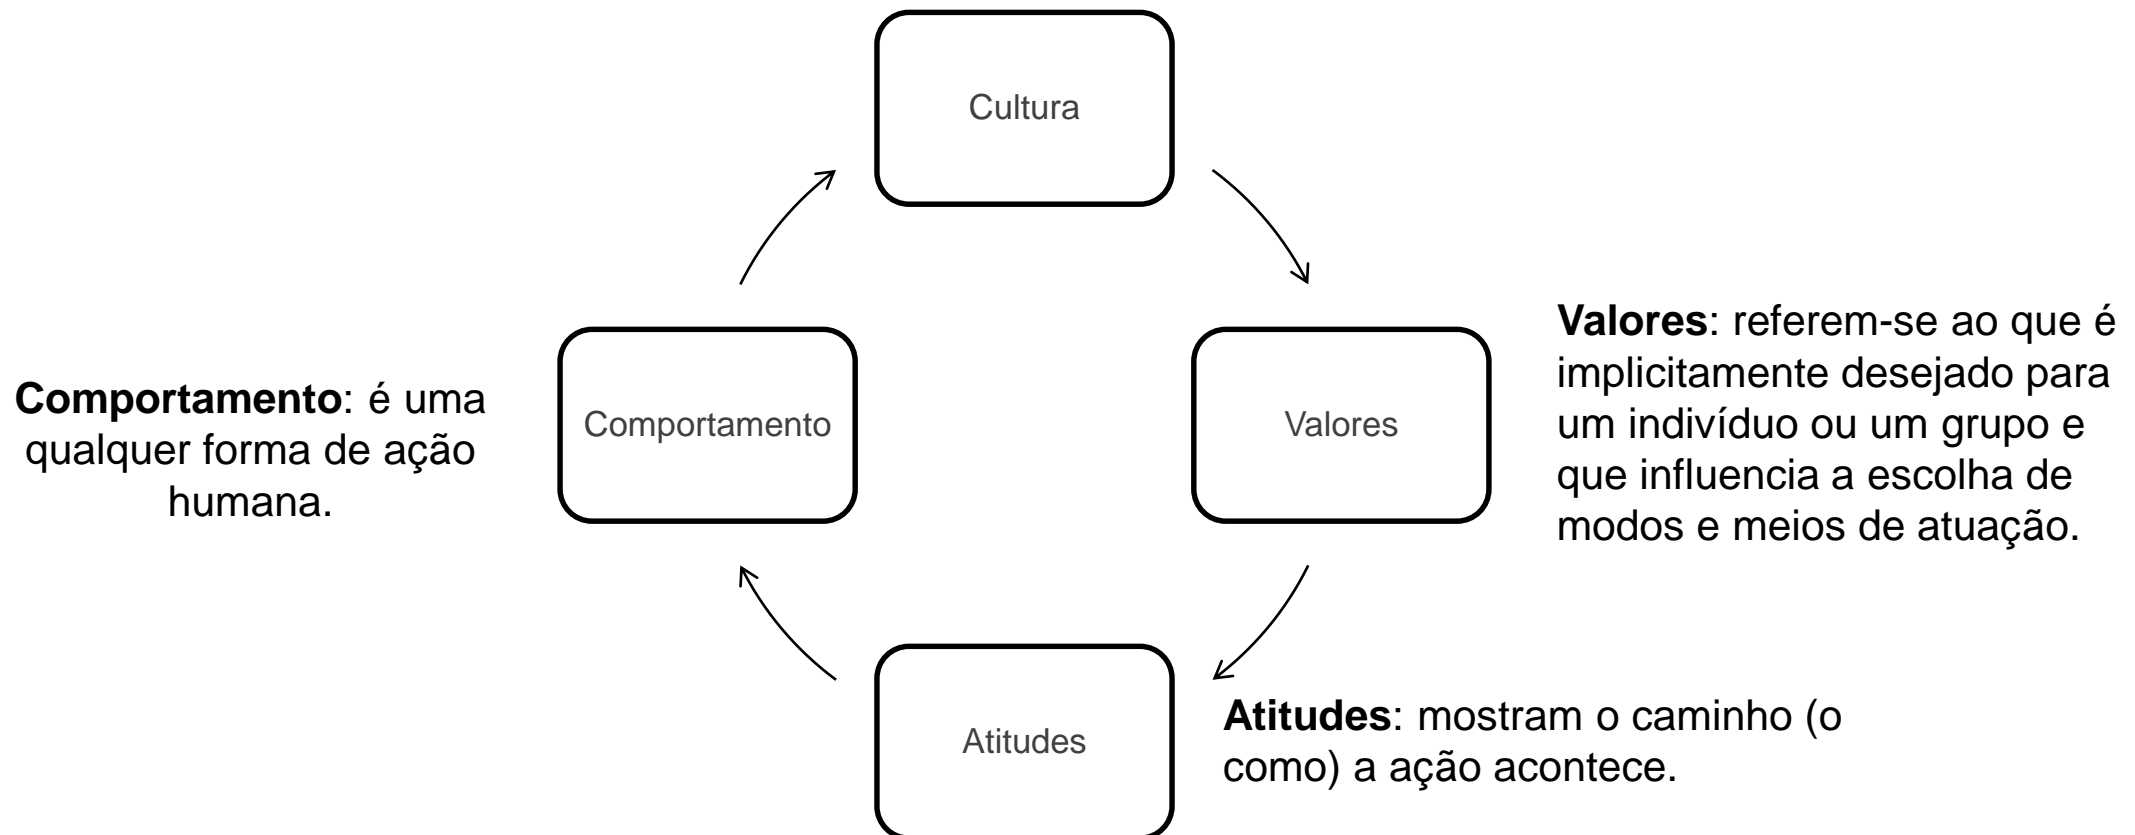 Cultura
Valores: referem-se ao que é
implicitamente desejado para
um indivíduo ou um grupo e
que influencia a escolha de
modos e meios de atuação.
Comportamento: é uma
qualquer forma de ação
humana.
Comportamento
Valores
Atitudes: mostram o caminho (o
como) a ação acontece.
Atitudes